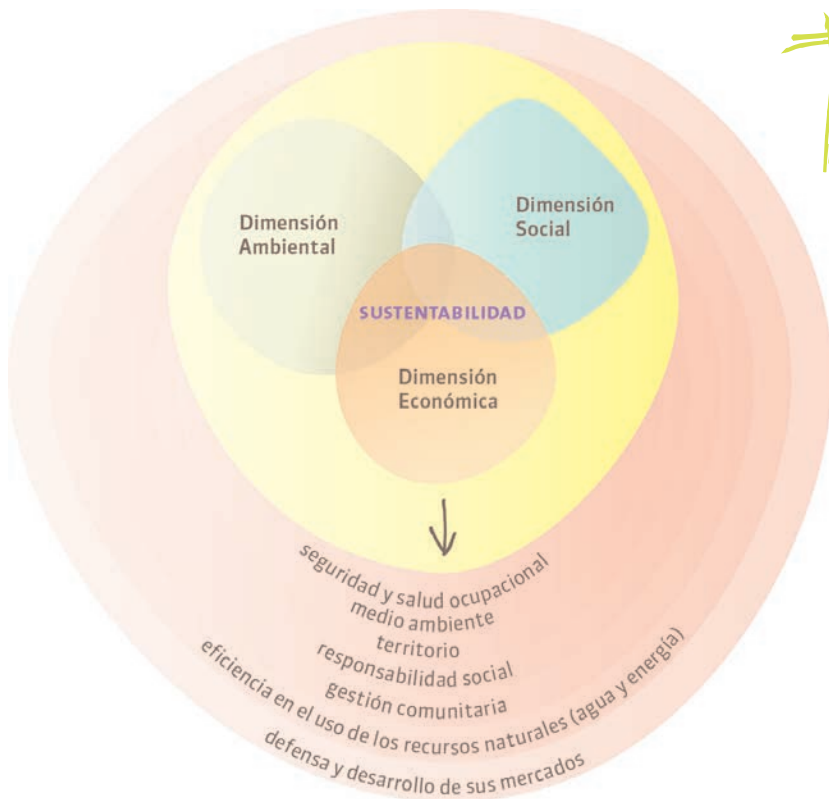 Dimensión
Ambiental
Dimensión
Social
SUSTENTABILIDAD
Dimensión
Económica
seguridad y salud ocupacional
medio ambiente
territorio
responsabilidad social
gestión comunitaria
eficiencia en el uso de los recursos naturales (agua y energía)
defensa y desarrollo de sus mercados